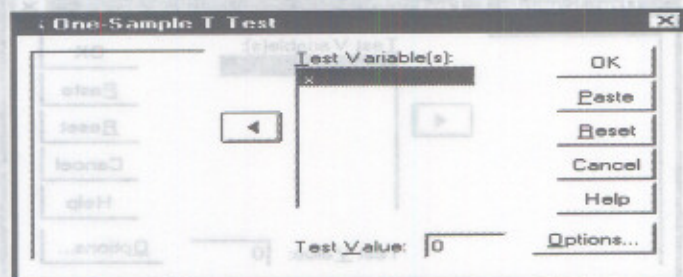 : One-Sample T Test
Test Variable(s):
x
OK
Paste
Reset
Cancel
Help
Test Value: 0
Options...